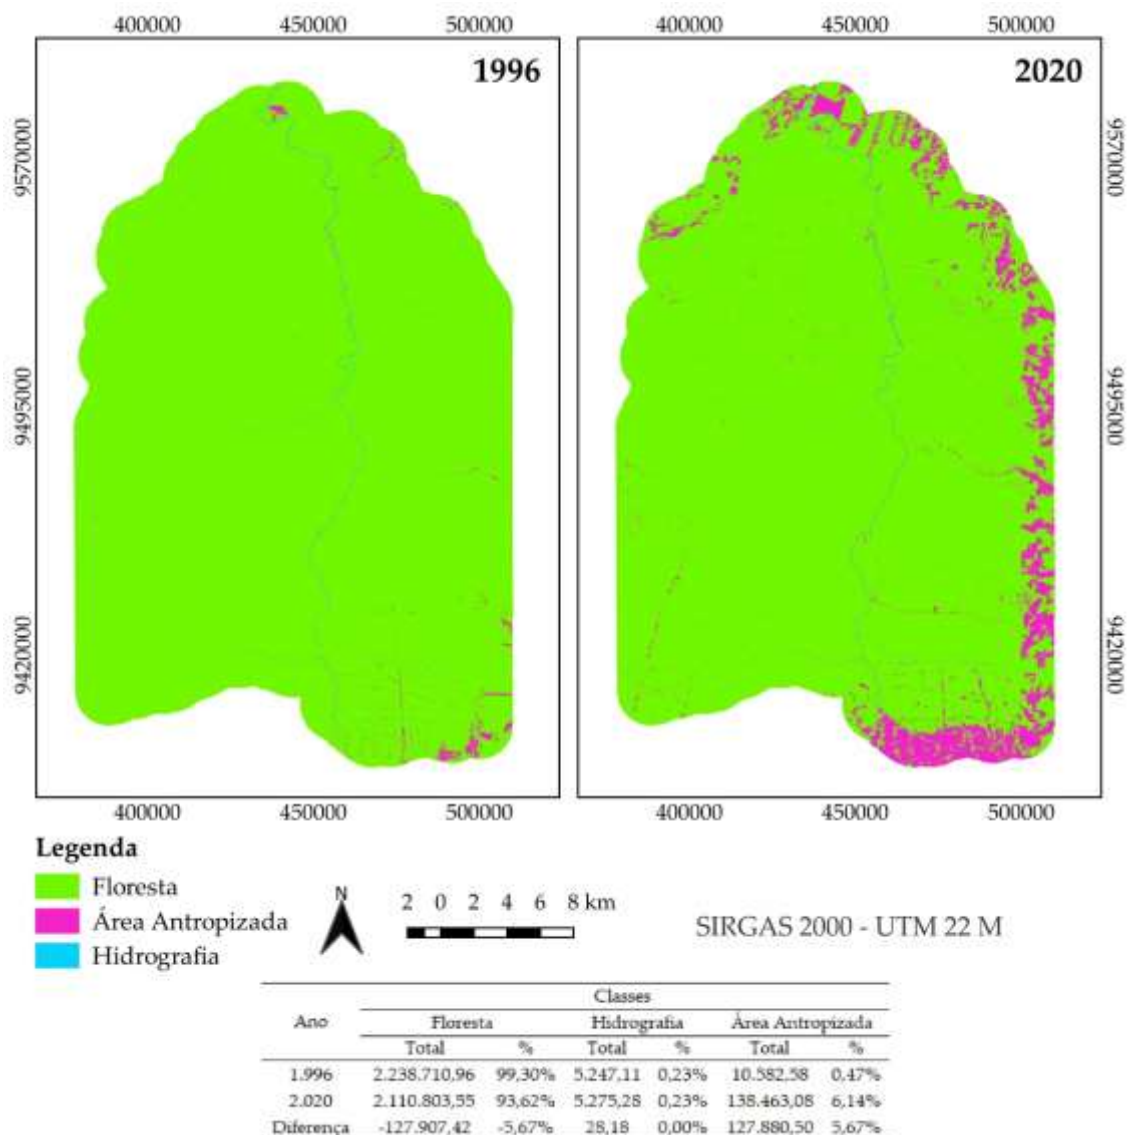 400000 450000 500000 400000 450000 500000
1996 2020
9570000 9570000
9495000 9495000
9420000 9420000
400000 450000 500000 400000 450000 500000
Legenda
Floresta
Área Antropizada
Hidrografia
N
2 0 2 4 6 8 km
SIRGAS 2000 - UTM 22 M
Classes
Ano Floresta Hidrografia Área Antropizada
Total % Total % Total %
1.996 2.238.710,96 99,30% 5.247,11 0,23% 10.582,58 0,47%
2.020 2.110.803,55 93,62% 5.275,28 0,23% 138.463,08 6,14%
Diferença -127.907,42 -5,67% 28,18 0,00% 127.880,50 5,67%